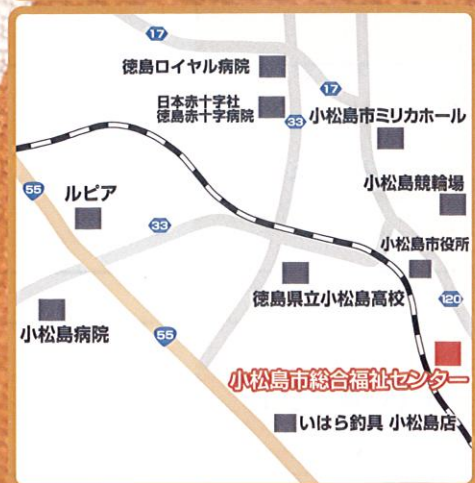 17
徳島ロイヤル病院
17
日本赤十字社
徳島赤十字病院
33
小松島市ミリカホール
55
ルピア
33
小松島競輪場
小松島市役所
徳島県立小松島高校
120
小松島病院
55
小松島市総合福祉センター
いはら釣具 小松島店